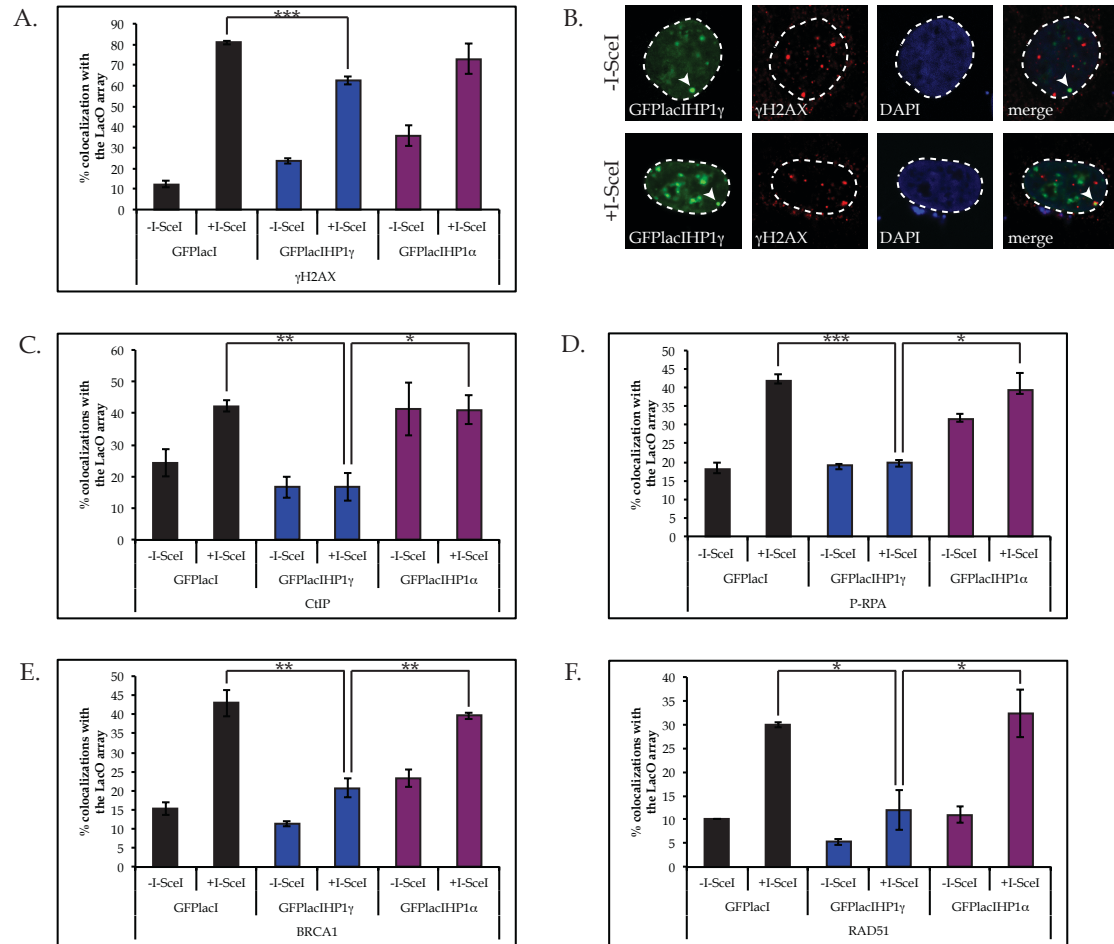 A.
***
% colocalization with
the LacO array
90
80
70
60
50
40
30
20
10
0
-I-SceI +I-SceI -I-SceI +I-SceI -I-SceI +I-SceI
GFPlacI GFPlacIHP1γ GFPlacIHP1α
γH2AX
B.
-I-SceI
GFPlacIHP1γ γH2AX DAPI merge
+I-SceI
GFPlacIHP1γ γH2AX DAPI merge
C.
** *
% colocalizations with
the LacO array
60
50
40
30
20
10
0
-I-SceI +I-SceI -I-SceI +I-SceI -I-SceI +I-SceI
GFPlacI GFPlacIHP1γ GFPlacIHP1α
CtIP
D.
*** *
% colocalization with
the LacO array
50
45
40
35
30
25
20
15
10
5
0
-I-SceI +I-SceI -I-SceI +I-SceI -I-SceI +I-SceI
GFPlacI GFPlacIHP1γ GFPlacIHP1α
P-RPA
E.
** **
% colocalizations with
the LacO array
50
45
40
35
30
25
20
15
10
5
0
-I-SceI +I-SceI -I-SceI +I-SceI -I-SceI +I-SceI
GFPlacI GFPlacIHP1γ GFPlacIHP1α
BRCA1
F.
* *
% colocalizations with
the LacO array
40
35
30
25
20
15
10
5
0
-I-SceI +I-SceI -I-SceI +I-SceI -I-SceI +I-SceI
GFPlacI GFPlacIHP1γ GFPlacIHP1α
RAD51